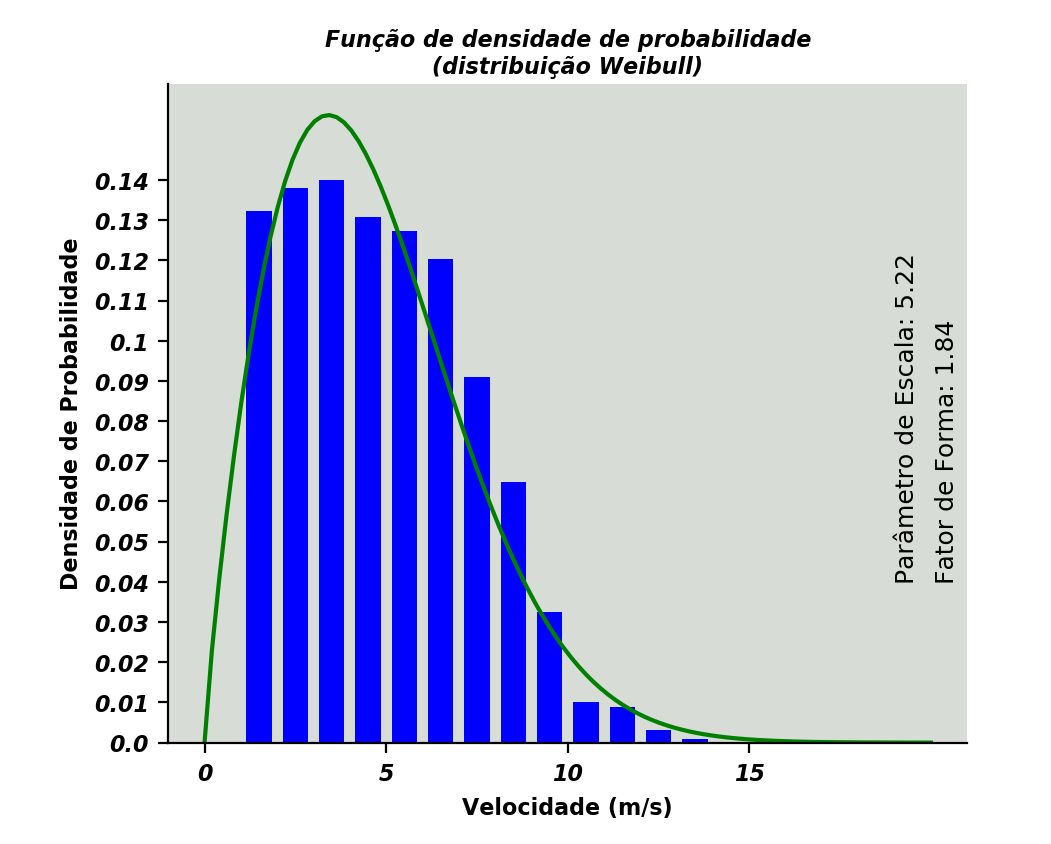 Função de densidade de probabilidade
(distribuição Weibull)
Densidade de Probabilidade
0.14
0.13
0.12
0.11
0.1
0.09
0.08
0.07
0.06
0.05
0.04
0.03
0.02
0.01
0.0
0 5 10 15
Velocidade (m/s)
Parâmetro de Escala: 5.22
Fator de Forma: 1.84